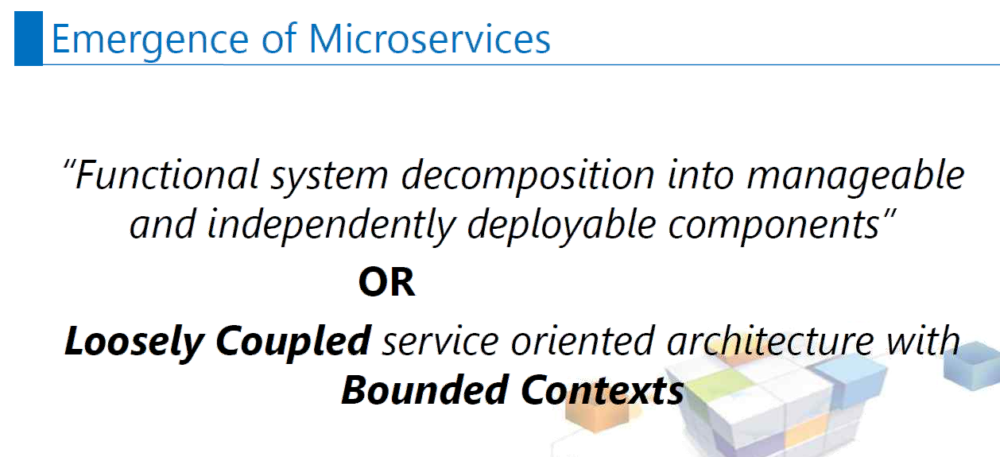 Emergence of Microservices
“Functional system decomposition into manageable
and independently deployable components”
OR
Loosely Coupled service oriented architecture with
Bounded Contexts